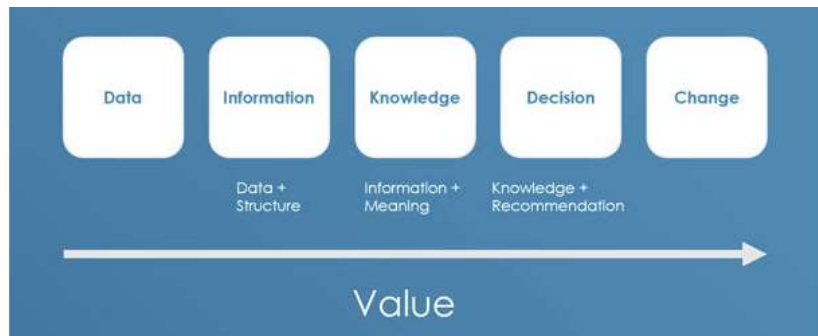 Data
Information
Knowledge
Decision
Change
Data +
Structure
Information +
Meaning
Knowledge +
Recommendation
Value